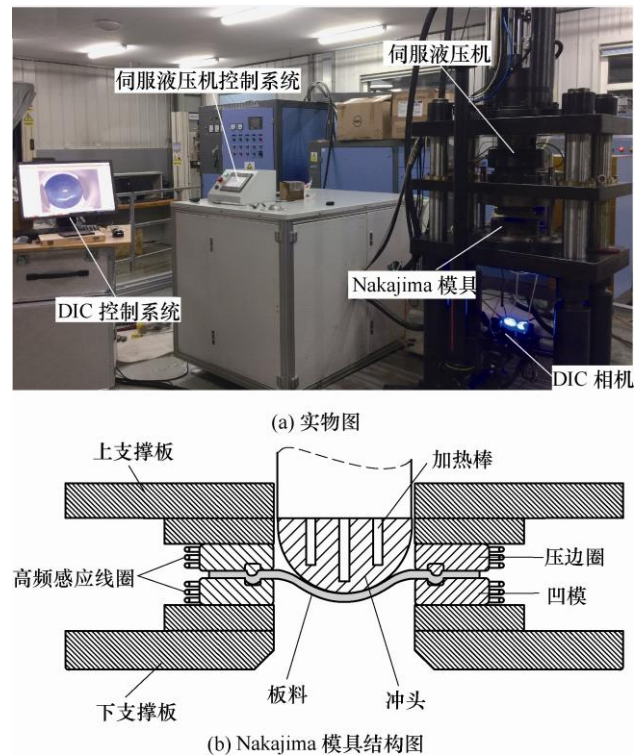 伺服液压机控制系统
伺服液压机
Nakajima 模具
DIC 控制系统
DIC 相机
(a) 实物图
上支撑板
加热棒
高频感应线圈
压边圈
凹模
下支撑板
板料
冲头
(b) Nakajima 模具结构图